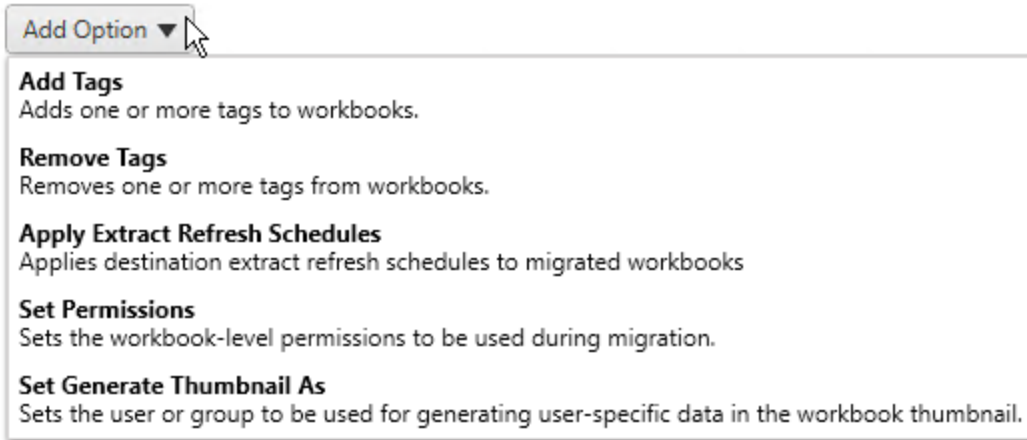 Add Option
Add Tags
Adds one or more tags to workbooks.
Remove Tags
Removes one or more tags from workbooks.
Apply Extract Refresh Schedules
Applies destination extract refresh schedules to migrated workbooks
Set Permissions
Sets the workbook-level permissions to be used during migration.
Set Generate Thumbnail As
Sets the user or group to be used for generating user-specific data in the workbook thumbnail.